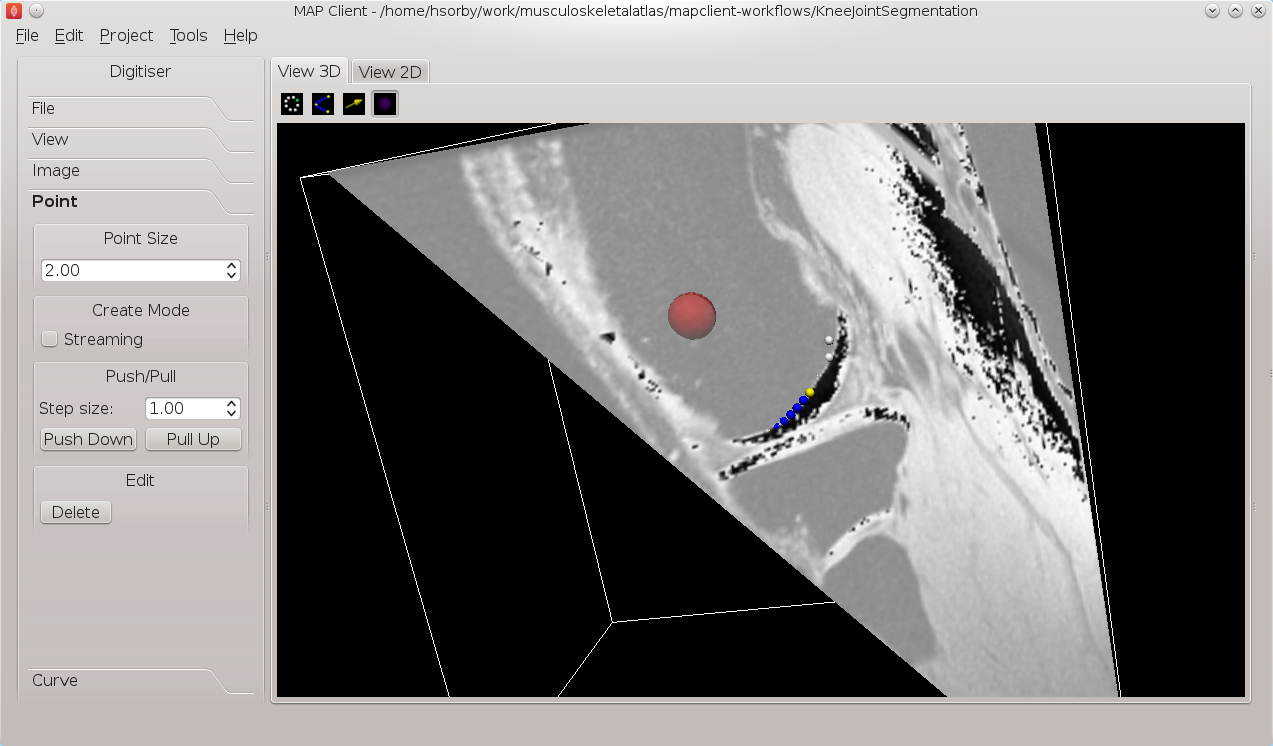 MAP Client - /home/hsorby/work/musculoskeletalatlas/mapclient-workflows/KneeJointSegmentation
File Edit Project Tools Help
Digitiser
View 3D View 2D
File
View
Image
Point
Point Size
2.00
Create Mode
Streaming
Push/Pull
Step size: 1.00
Push Down Pull Up
Edit
Delete
Curve